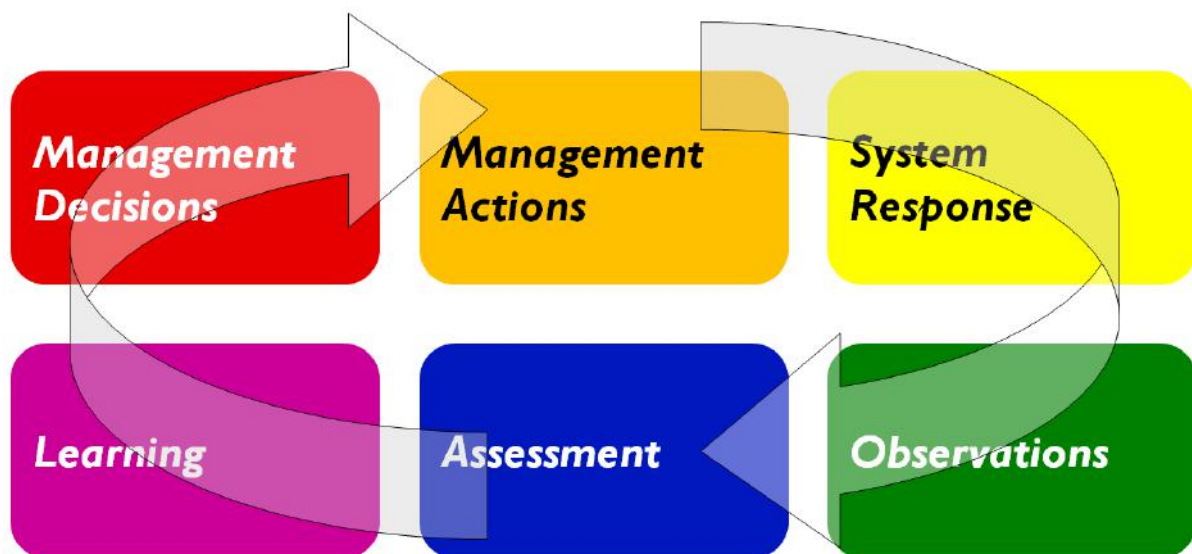 Management
Decisions
Management
Actions
System
Response
Learning
Assessment
Observations